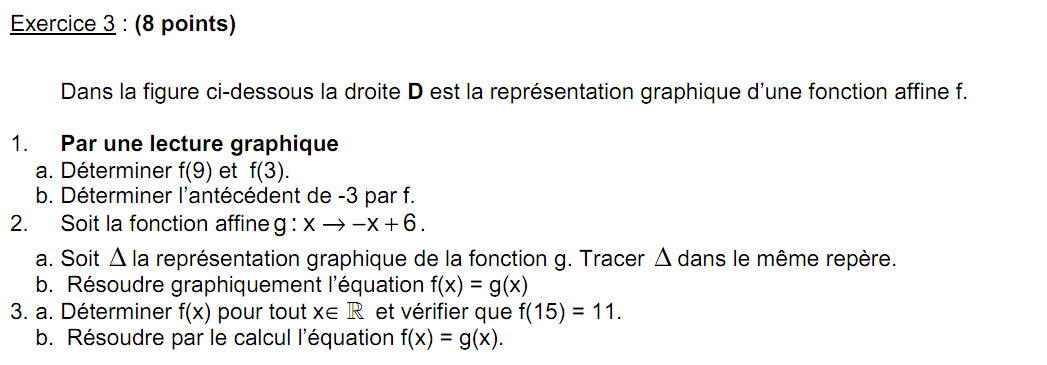 Exercice 3 : (8 points)
Dans la figure ci-dessous la droite D est la représentation graphique d'une fonction affine f.
1. Par une lecture graphique
a. Déterminer f(9) et f(3).
b. Déterminer l'antécédent de -3 par f.
2. Soit la fonction affine g : x → −x + 6 .
a. Soit Δ la représentation graphique de la fonction g. Tracer Δ dans le même repère.
b. Résoudre graphiquement l'équation f(x) = g(x)
3. a. Déterminer f(x) pour tout x∈ ℝ et vérifier que f(15) = 11.
b. Résoudre par le calcul l'équation f(x) = g(x).